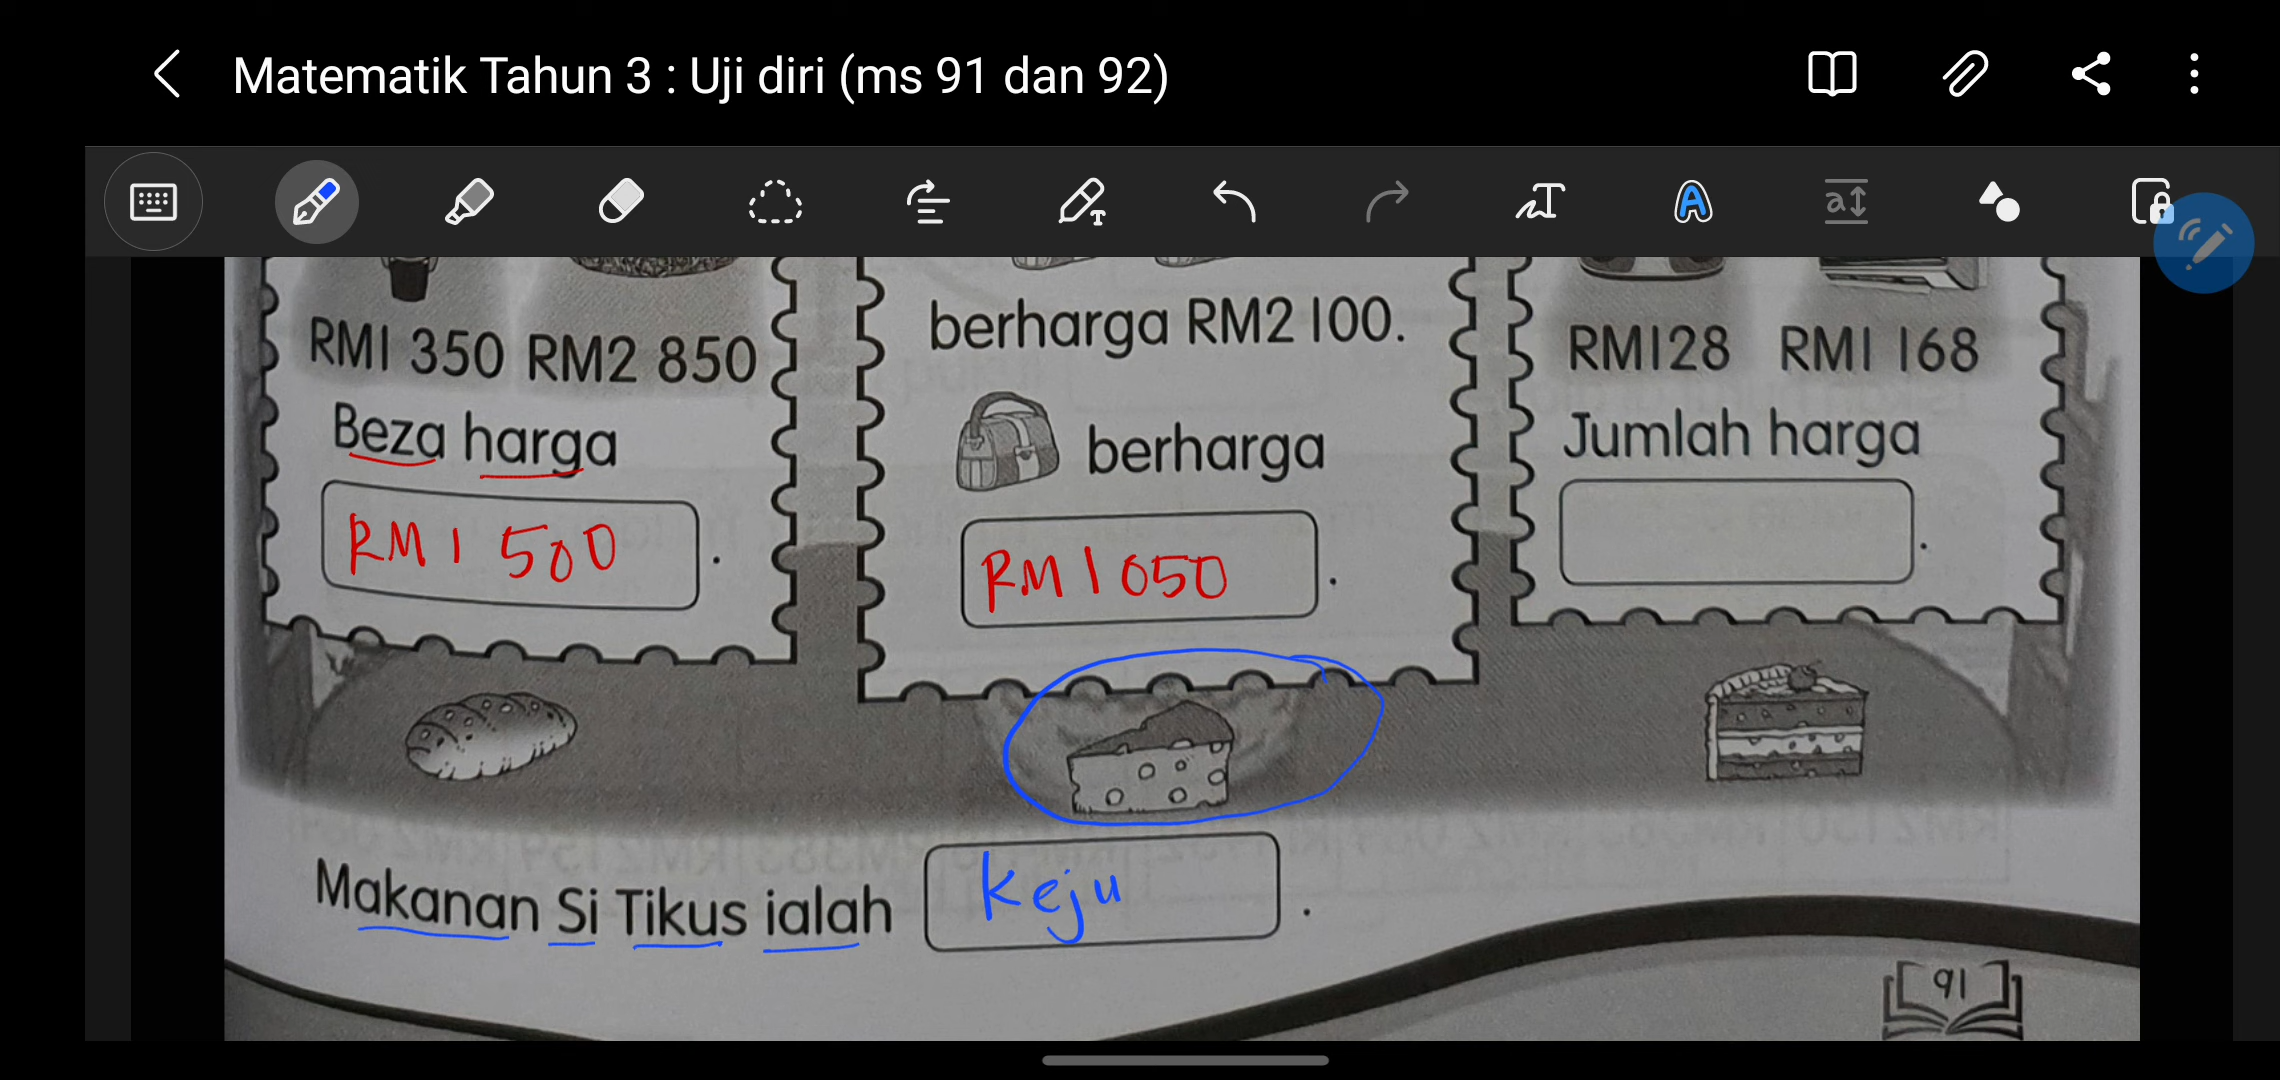 Matematik Tahun 3 : Uji diri (ms 91 dan 92)
RM1 350 RM2 850
Beza harga
RM 1 500 .
berharga RM2 100.
berharga
RM 1 050 .
RM128 RM1 168
Jumlah harga
.
Makanan Si Tikus ialah keju .
91